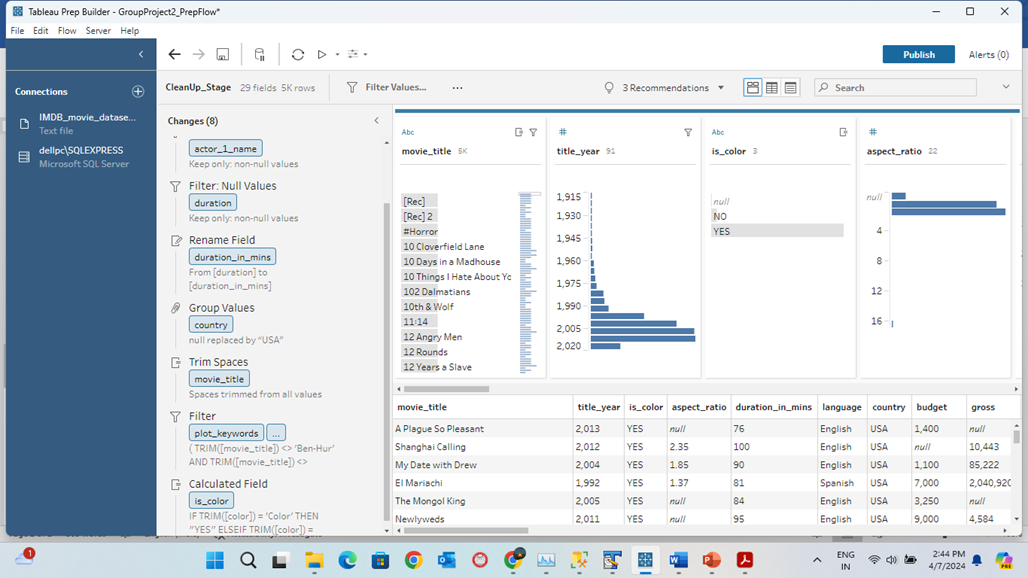 Tableau Prep Builder - GroupProject2_PrepFlow*
File Edit Flow Server Help
Publish
Alerts (0)
Connections
IMDB_movie_datase...
Text file
dellpc\SQLEXPRESS
Microsoft SQL Server
CleanUp_Stage 29 fields 5K rows
Filter Values...
...
3 Recommendations
Search
Changes (8)
actor_1_name
Keep only: non-null values
Filter: Null Values
duration
Keep only: non-null values
Rename Field
duration_in_mins
From [duration] to
[duration_in_mins]
Group Values
country
null replaced by “USA”
Trim Spaces
movie_title
Spaces trimmed from all values
Filter
plot_keywords ...
( TRIM([movie_title]) <> 'Ben-Hur'
AND TRIM([movie_title]) <>
Calculated Field
is_color
IF TRIM([color]) = 'Color' THEN
"YES" ELSEIF TRIM([color]) =
Abc
movie_title 5K
[Rec]
[Rec] 2
#Horror
10 Cloverfield Lane
10 Days in a Madhouse
10 Things I Hate About Yo
102 Dalmatians
10th & Wolf
11:14
12 Angry Men
12 Rounds
12 Years a Slave
#
title_year 91
1,915
1,930
1,945
1,960
1,975
1,990
2,005
2,020
Abc
is_color 3
null
NO
YES
#
aspect_ratio 22
null
4
8
12
16
movie_title title_year is_color aspect_ratio duration_in_mins language country budget gross
A Plague So Pleasant 2,013 YES null 76 English USA 1,400 null
Shanghai Calling 2,012 YES 2.35 100 English USA null 10,443
My Date with Drew 2,004 YES 1.85 90 English USA 1,100 85,222
El Mariachi 1,992 YES 1.37 81 Spanish USA 7,000 2,040,920
The Mongol King 2,005 YES null 84 English USA 3,250 null
Newlyweds 2,011 YES null 95 English USA 9,000 4,584
1
ENG
IN
2:44 PM
4/7/2024
PRE